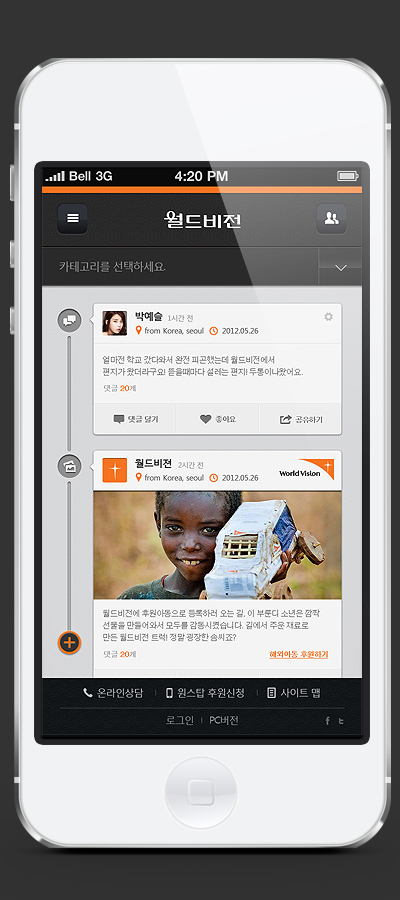 Bell 3G 4:20 PM
월드비전
카테고리를 선택하세요.
박예슬 1시간 전
from Korea, seoul 2012.05.26
얼마전 학교 갔다와서 완전 피곤했는데 월드비전에서
편지가 왔더라구요! 뜯을때마다 설레는 편지! 두통이나왔어요.
댓글 20개
댓글 달기 좋아요 공유하기
월드비젼 2시간 전
from Korea, seoul 2012.05.26
World Vision
월드비전에 후원아동으로 등록하러 오는 길, 이 부룬디 소년은 깜짝
선물을 만들어와서 모두를 감동시켰습니다. 길에서 주운 재료로
만든 월드비전 트럭! 정말 굉장한 솜씨죠?
댓글 20개 해외아동 후원하기
온라인상담 원스탑 후원신청 사이트 맵
로그인 PC버전 f t